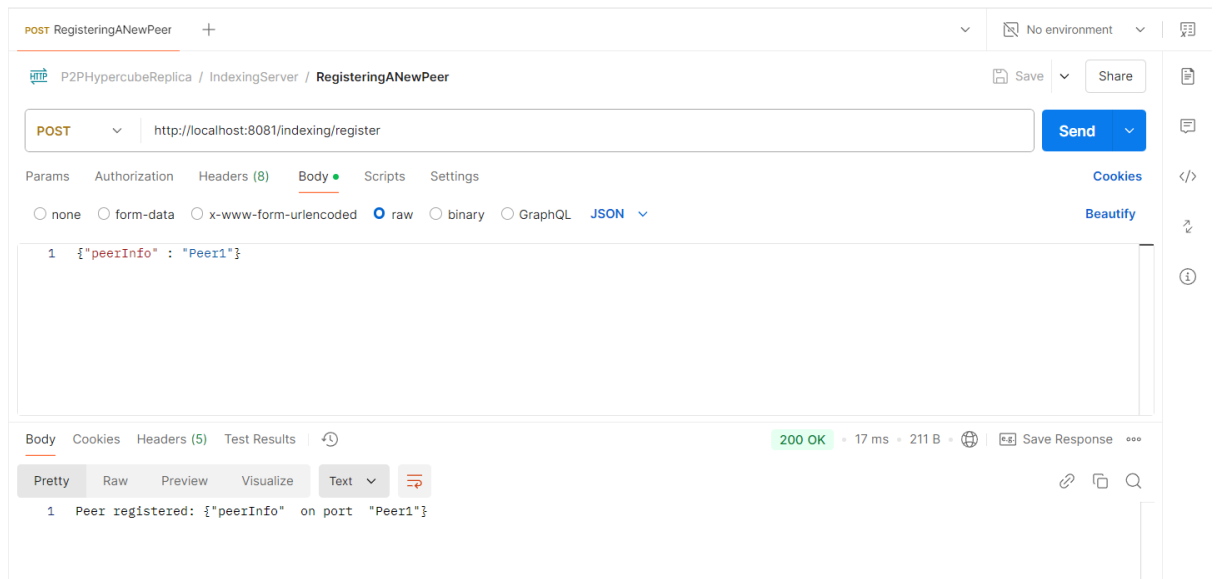 POST RegisteringANewPeer
No environment
HTTP P2PHypercubeReplica / IndexingServer / RegisteringANewPeer
Save Share
POST http://localhost:8081/indexing/register Send
Params Authorization Headers (8) Body Scripts Settings Cookies
none form-data x-www-form-urlencoded raw binary GraphQL JSON Beautify
1 {"peerInfo" : "Peer1"}
Body Cookies Headers (5) Test Results 200 OK 17 ms 211 B e.g. Save Response
Pretty Raw Preview Visualize Text
1 Peer registered: {"peerInfo"  on port  "Peer1"}